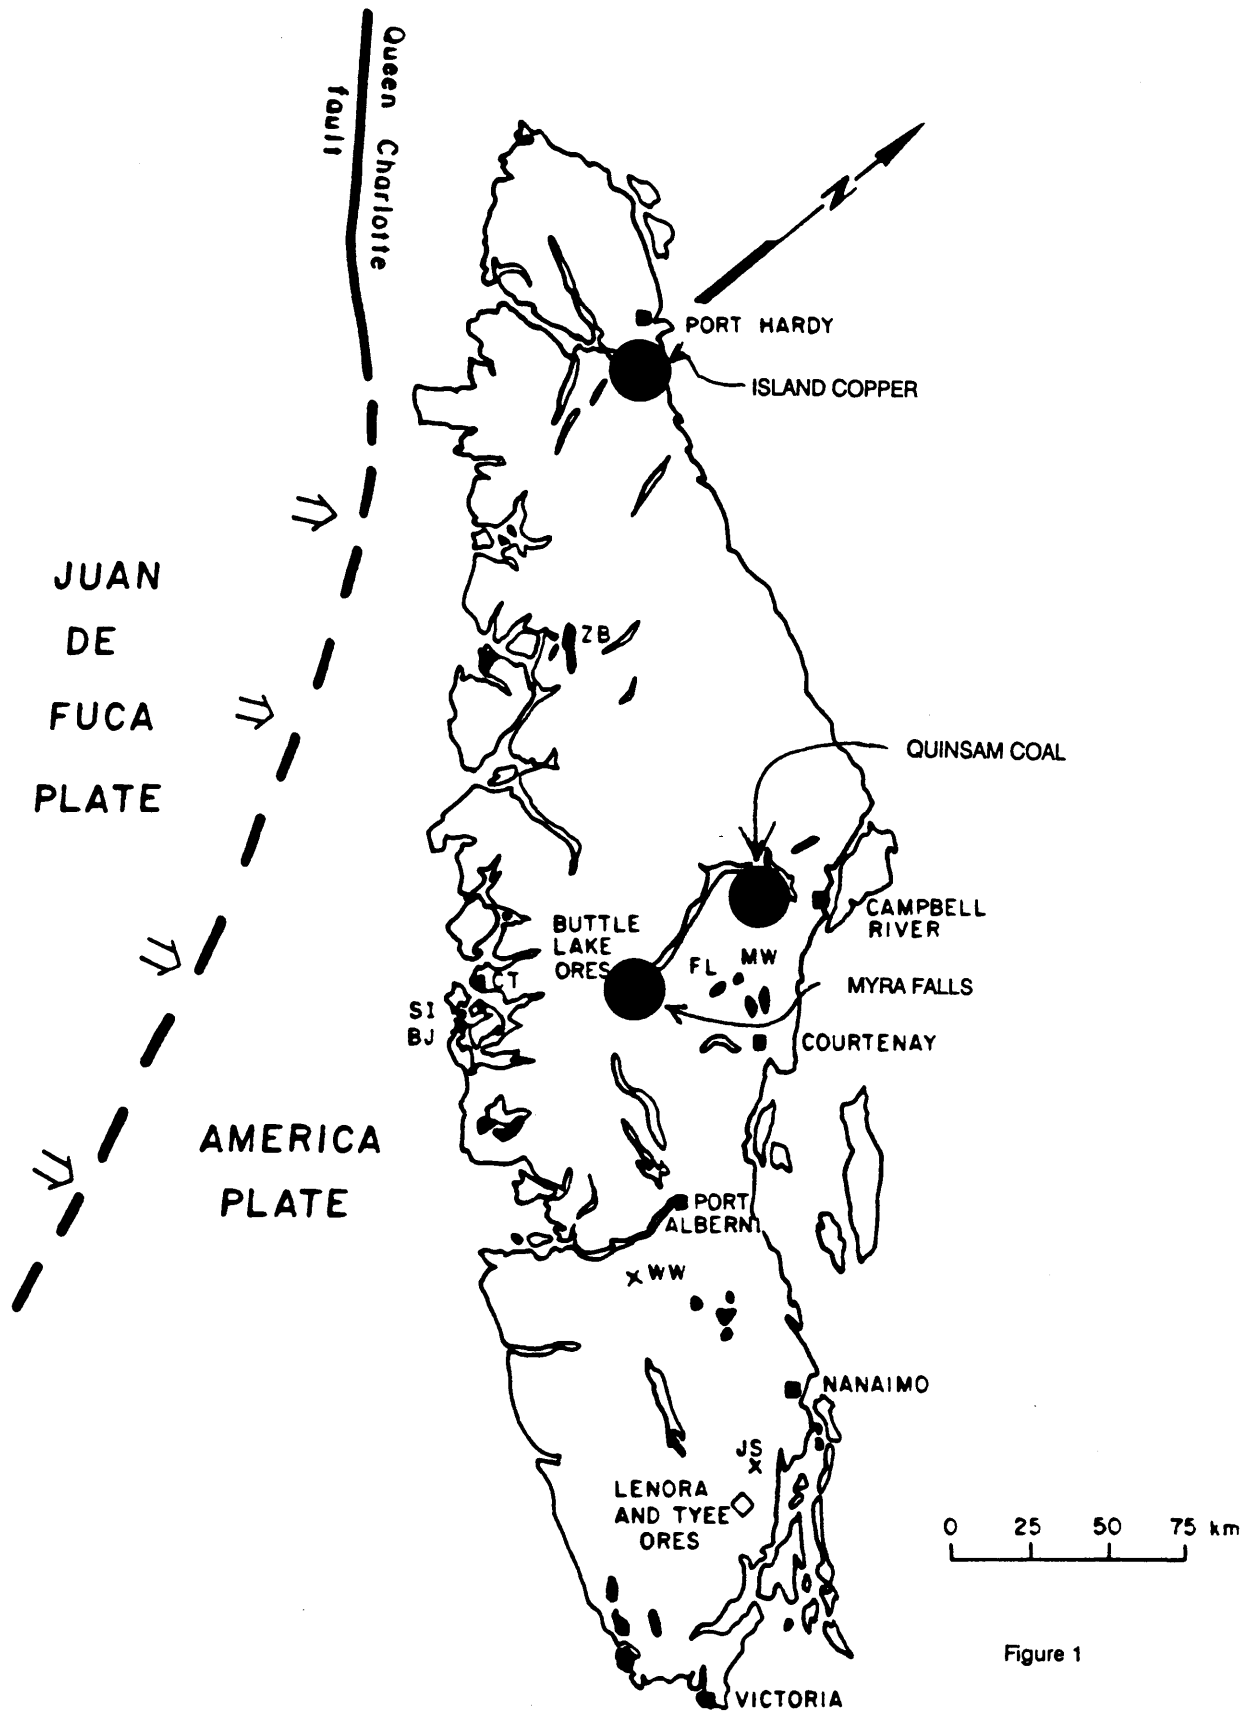 Queen Charlotte
fault
N
PORT HARDY
ISLAND COPPER
JUAN
DE
FUCA
PLATE
ZB
QUINSAM COAL
CAMPBELL
RIVER
BUTTLE
LAKE
ORES
FL
MW
MYRA FALLS
CT
SI
BJ
COURTENAY
AMERICA
PLATE
PORT
ALBERNI
WW
NANAIMO
JS
LENORA
AND TYEE
ORES
0 25 50 75 km
Figure 1
VICTORIA